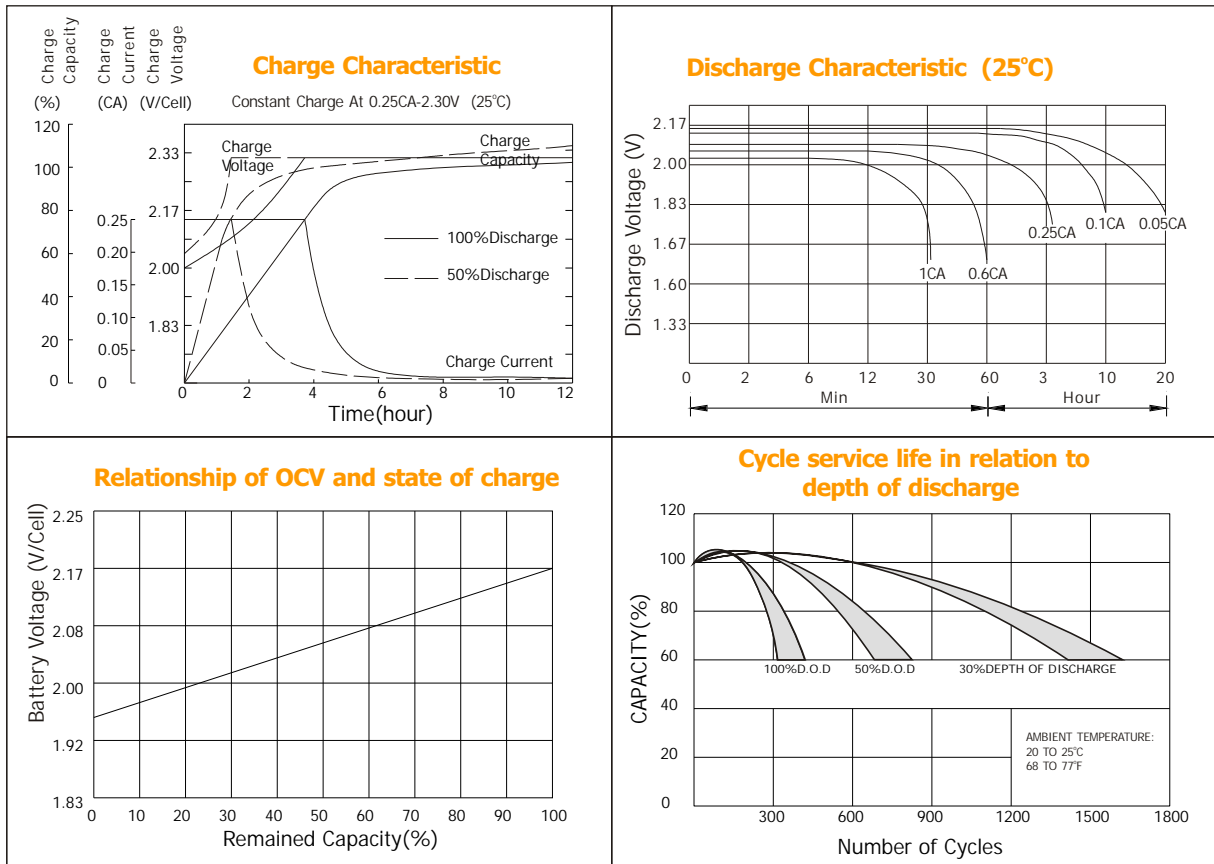 Charge
Capacity
Charge
Current
Charge
Voltage
(%)
(CA)
(V/Cell)
Charge Characteristic
Constant Charge At 0.25CA-2.30V (25°C)
120
100
80
60
40
20
0
0.25
0.20
0.15
0.10
0.05
0
2.33
2.17
2.00
1.83
Charge
Voltage
Charge
Capacity
100%Discharge
50%Discharge
Charge Current
0 2 4 6 8 10 12
Time(hour)
Discharge Characteristic (25°C)
Discharge Voltage (V)
2.17
2.00
1.83
1.67
1.60
1.33
1CA
0.6CA
0.25CA
0.1CA
0.05CA
0 2 6 12 30 60 3 10 20
Min
Hour
Relationship of OCV and state of charge
Battery Voltage (V/Cell)
2.25
2.17
2.08
2.00
1.92
1.83
0 10 20 30 40 50 60 70 80 90 100
Remained Capacity(%)
Cycle service life in relation to
depth of discharge
CAPACITY(%)
120
100
80
60
40
20
0
100%D.O.D
50%D.O.D
30%DEPTH OF DISCHARGE
AMBIENT TEMPERATURE:
20 TO 25°C
68 TO 77°F
300 600 900 1200 1500 1800
Number of Cycles